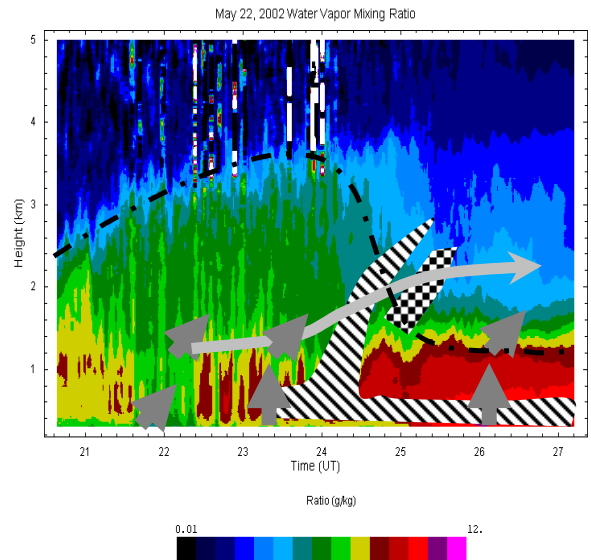 May 22, 2002 Water Vapor Mixing Ratio
5
4
3
2
1
Height (km)
21 22 23 24 25 26 27
Time (UT)
Ratio (g/kg)
0.01 12.